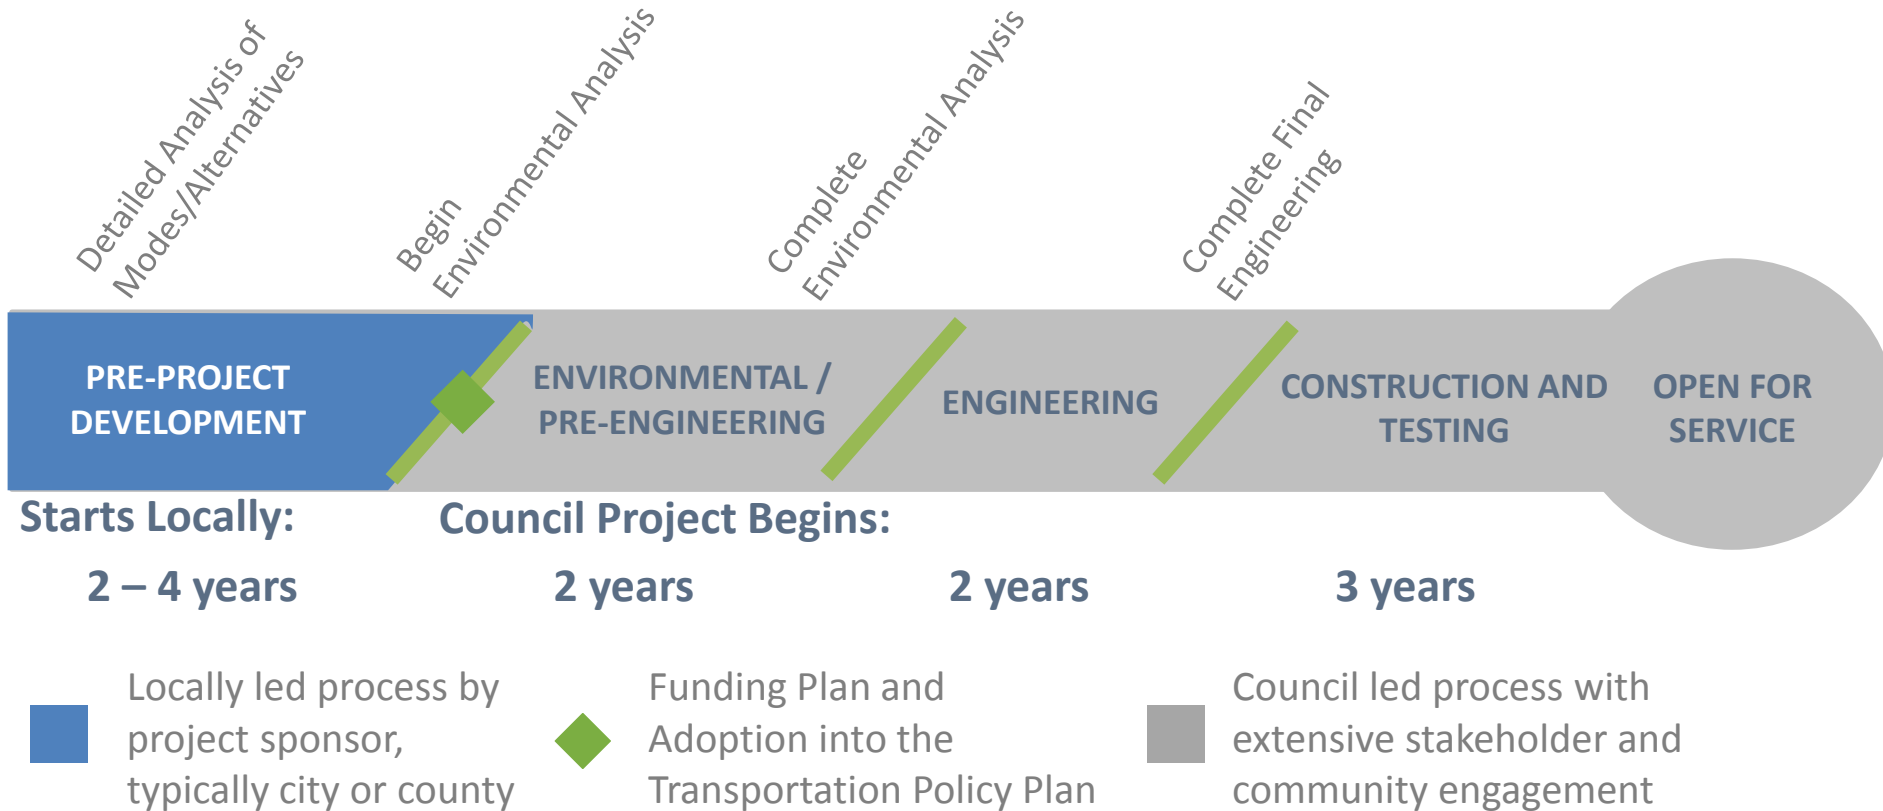 Detailed Analysis of
Modes/Alternatives
Begin
Environmental Analysis
Complete
Environmental Analysis
Complete Final
Engineering
PRE-PROJECT
DEVELOPMENT
ENVIRONMENTAL /
PRE-ENGINEERING
ENGINEERING
CONSTRUCTION AND
TESTING
OPEN FOR
SERVICE
Starts Locally:
Council Project Begins:
2 – 4 years
2 years
2 years
3 years
Locally led process by
project sponsor,
typically city or county
Funding Plan and
Adoption into the
Transportation Policy Plan
Council led process with
extensive stakeholder and
community engagement